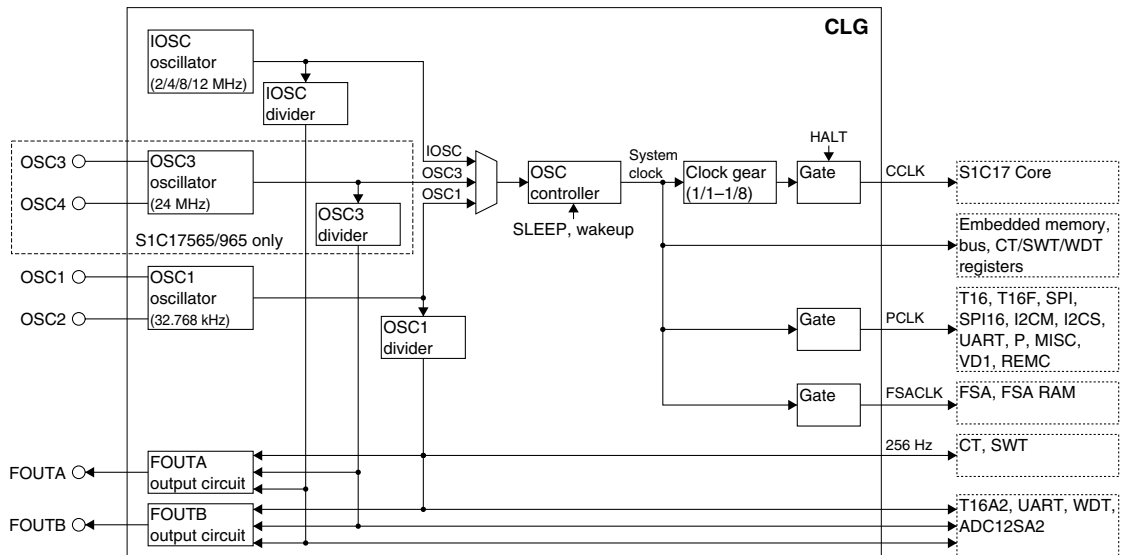 CLG
IOSC
oscillator
(2/4/8/12 MHz)
IOSC
divider
OSC3
OSC4
OSC3
oscillator
(24 MHz)
OSC3
divider
S1C17565/965 only
IOSC
OSC3
OSC1
OSC
controller
SLEEP, wakeup
System
clock
Clock gear
(1/1–1/8)
HALT
Gate
CCLK
S1C17 Core
Embedded memory,
bus, CT/SWT/WDT
registers
OSC1
OSC2
OSC1
oscillator
(32.768 kHz)
OSC1
divider
Gate
PCLK
T16, T16F, SPI,
SPI16, I2CM, I2CS,
UART, P, MISC,
VD1, REMC
Gate
FSACLK
FSA, FSA RAM
256 Hz
CT, SWT
FOUTA
FOUTA
output circuit
FOUTB
FOUTB
output circuit
T16A2, UART, WDT,
ADC12SA2